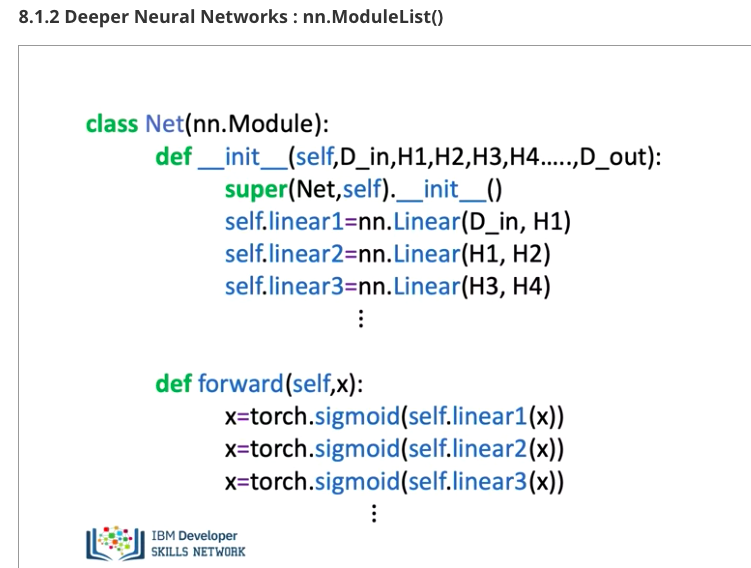 8.1.2 Deeper Neural Networks : nn.ModuleList()
class Net(nn.Module):
def __init__(self,D_in,H1,H2,H3,H4.....,D_out):
super(Net,self).__init__()
self.linear1=nn.Linear(D_in, H1)
self.linear2=nn.Linear(H1, H2)
self.linear3=nn.Linear(H3, H4)
⋮
def forward(self,x):
x=torch.sigmoid(self.linear1(x))
x=torch.sigmoid(self.linear2(x))
x=torch.sigmoid(self.linear3(x))
⋮
IBM Developer
SKILLS NETWORK